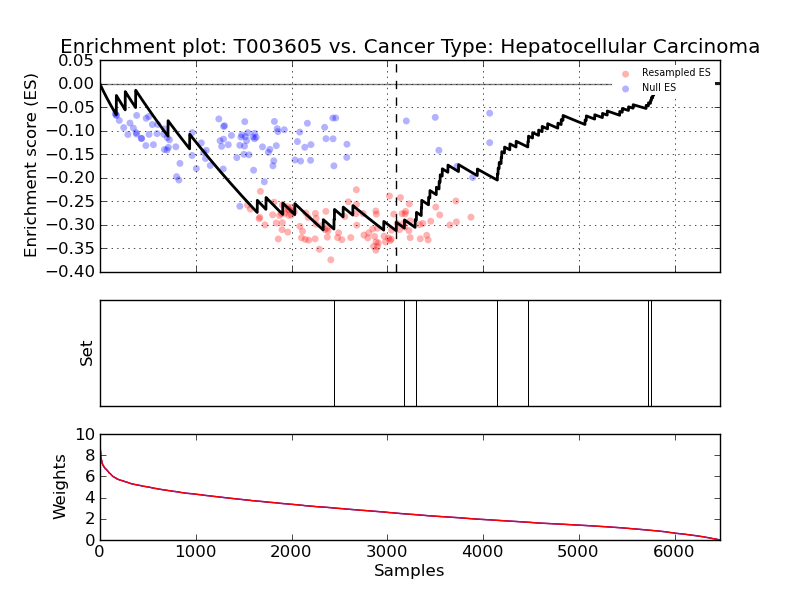 Enrichment plot: T003605 vs. Cancer Type: Hepatocellular Carcinoma
Enrichment score (ES)
0.05
0.00
−0.05
−0.10
−0.15
−0.20
−0.25
−0.30
−0.35
−0.40
Resampled ES
Null ES
Set
Weights
10
8
6
4
2
0
0 1000 2000 3000 4000 5000 6000
Samples